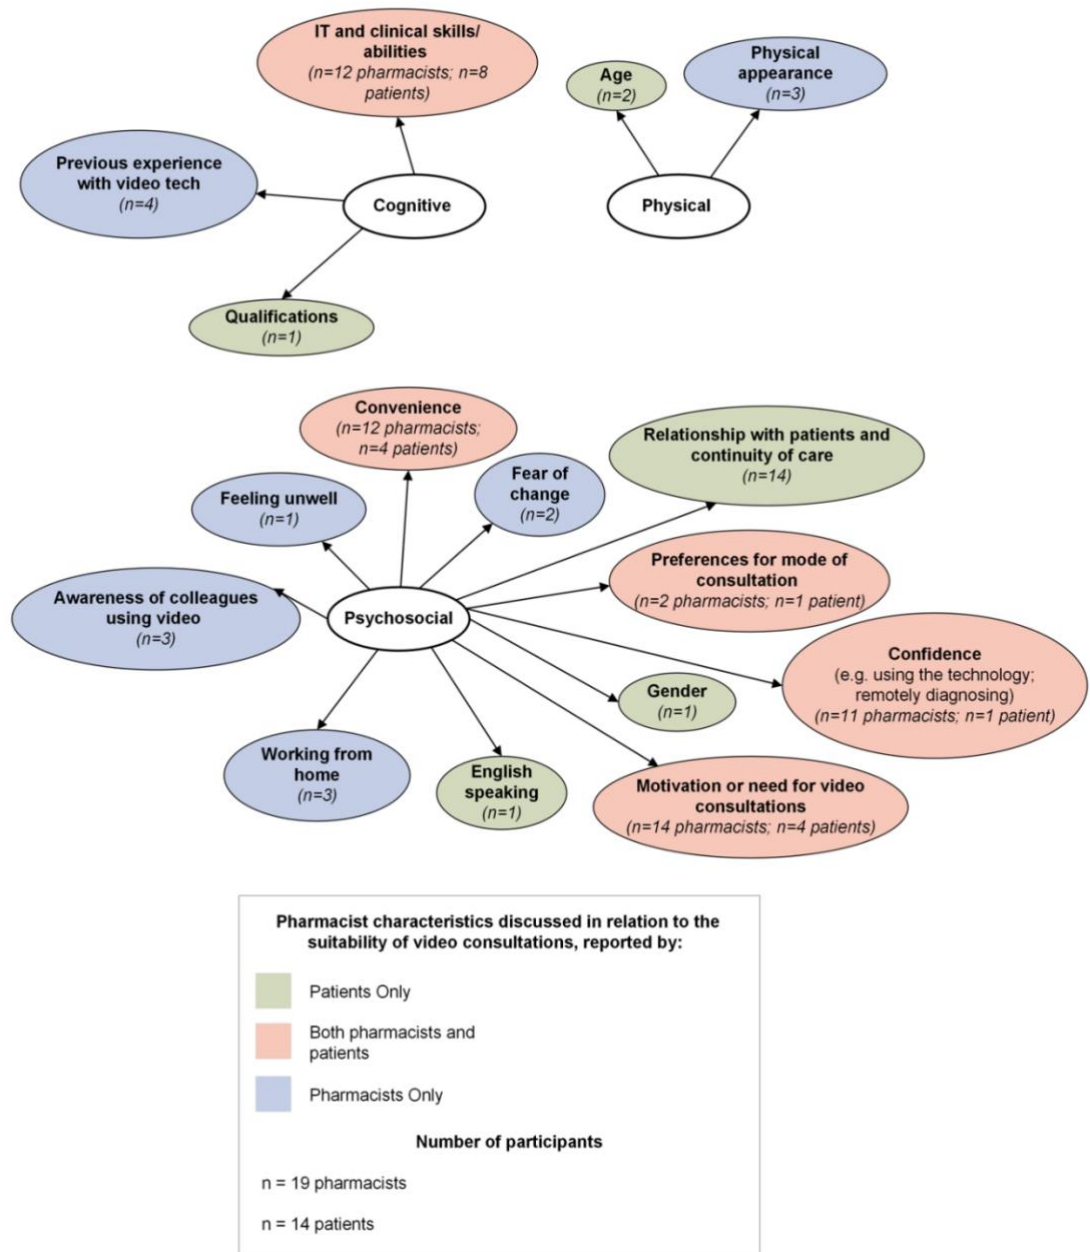 IT and clinical skills/
abilities
(n=12 pharmacists; n=8
patients)
Age
(n=2)
Physical
appearance
(n=3)
Previous experience
with video tech
(n=4)
Cognitive
Physical
Qualifications
(n=1)
Convenience
(n=12 pharmacists;
n=4 patients)
Relationship with patients and
continuity of care
(n=14)
Feeling unwell
(n=1)
Fear of
change
(n=2)
Preferences for mode of
consultation
(n=2 pharmacists; n=1 patient)
Awareness of colleagues
using video
(n=3)
Psychosocial
Confidence
(e.g. using the technology;
remotely diagnosing)
(n=11 pharmacists; n=1 patient)
Gender
(n=1)
Working from
home
(n=3)
English
speaking
(n=1)
Motivation or need for video
consultations
(n=14 pharmacists; n=4 patients)
Pharmacist characteristics discussed in relation to the
suitability of video consultations, reported by:
Patients Only
Both pharmacists and
patients
Pharmacists Only
Number of participants
n = 19 pharmacists
n = 14 patients